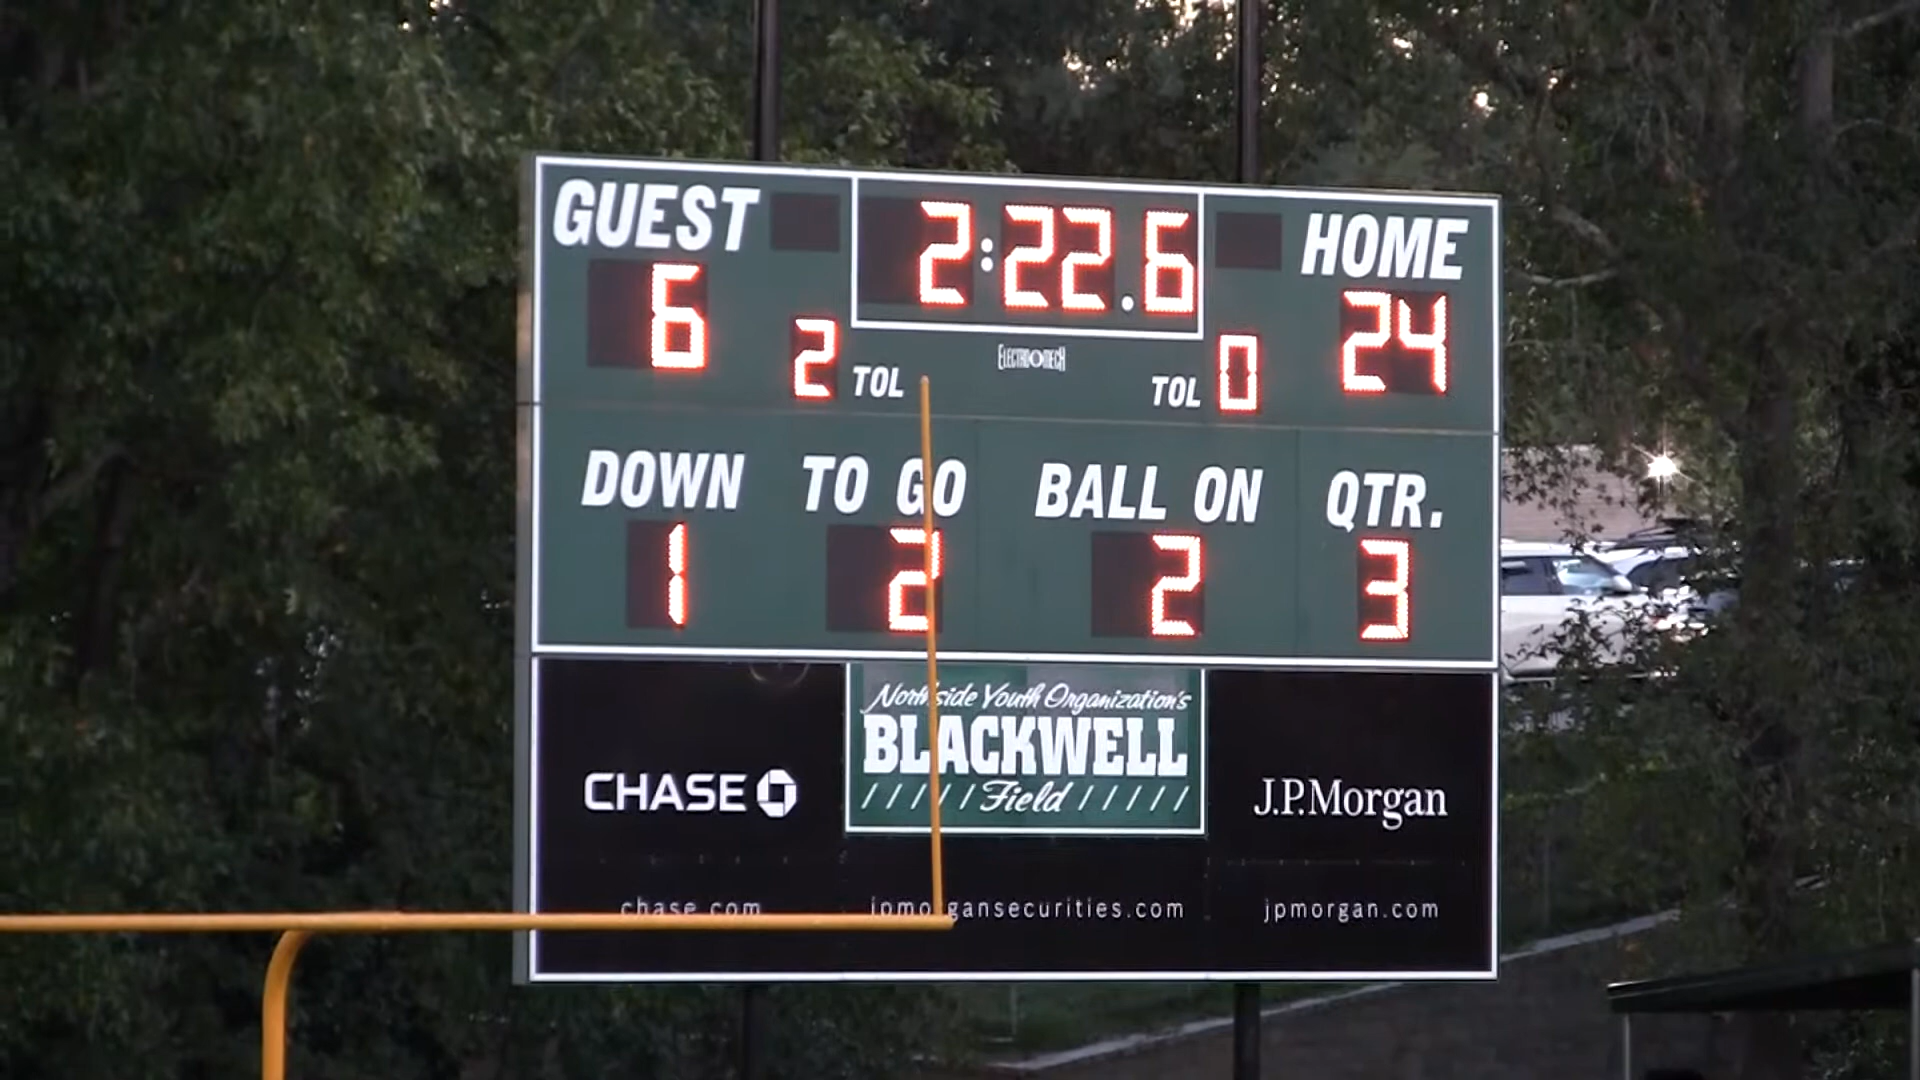 GUEST 2:22.6 HOME
6 24
2 TOL ELECTRO-MECH TOL 0
DOWN TO GO BALL ON QTR.
1 2 2 3
Northside Youth Organization's
BLACKWELL
Field
CHASE J.P.Morgan
chase.com jpmorgansecurities.com jpmorgan.com